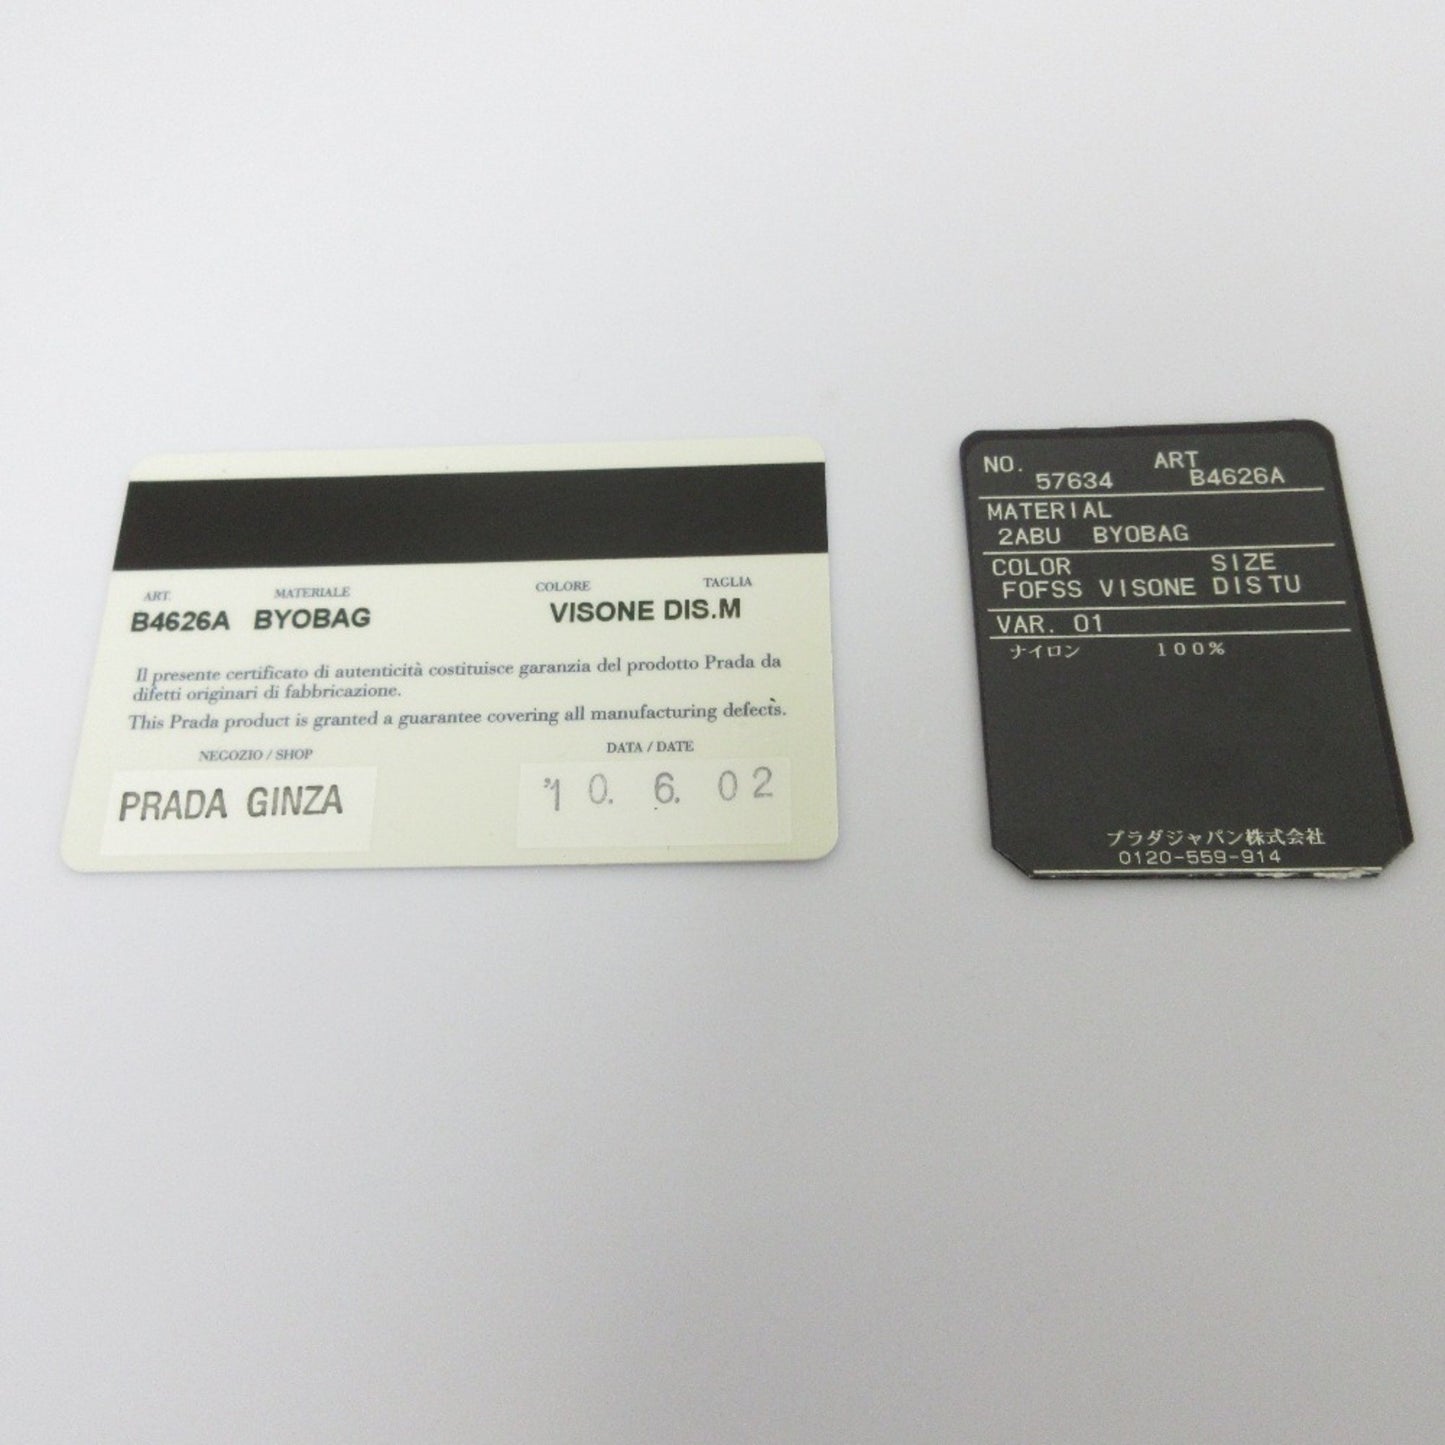 ART. MATERIALE COLORE TAGLIA
B4626A BYOBAG VISONE DIS.M
Il presente certificato di autenticità costituisce garanzia del prodotto Prada da
difetti originari di fabbricazione.
This Prada product is granted a guarantee covering all manufacturing defects.
NEGOZIO / SHOP DATA / DATE
PRADA GINZA '10. 6. 02
NO. ART
57634 B4626A
MATERIAL
2ABU BYOBAG
COLOR SIZE
F0FSS VISONE DISTU
VAR. 01
ナイロン 100%
プラダジャパン株式会社
0120-559-914